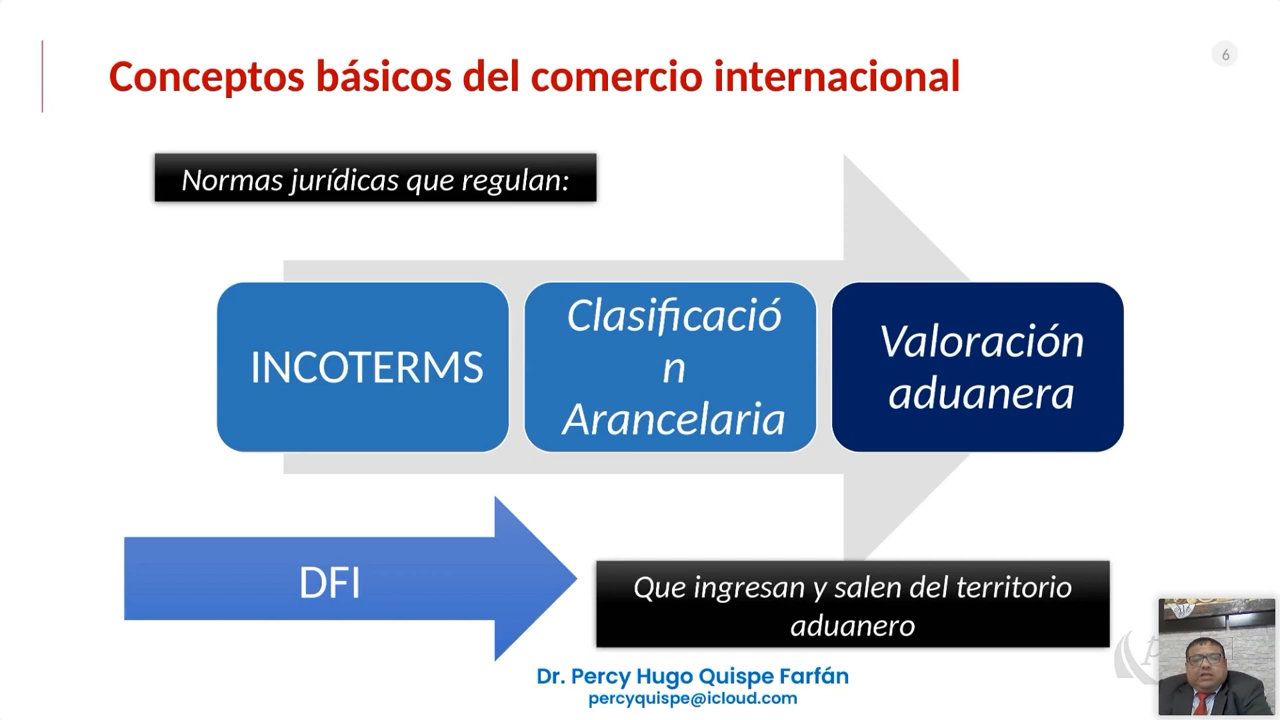 Conceptos básicos del comercio internacional
6
Normas jurídicas que regulan:
INCOTERMS
Clasificació
n
Arancelaria
Valoración
aduanera
DFI
Que ingresan y salen del territorio
aduanero
Dr. Percy Hugo Quispe Farfán
percyquispe@icloud.com